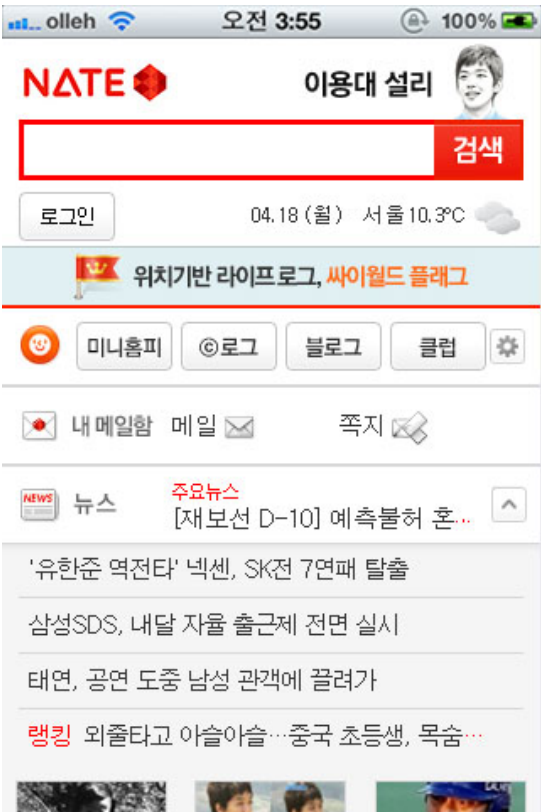 olleh 오전 3:55 100%
NATE 이용대 설리
검색
로그인 04.18 (월) 서울 10.3℃
위치기반 라이프로그, 싸이월드 플래그
미니홈피 ⓒ로그 블로그 클럽
내 메일함 메일 쪽지
주요뉴스
NEWS 뉴스 [재보선 D-10] 예측불허 혼…
'유한준 역전타' 넥센, SK전 7연패 탈출
삼성SDS, 내달 자율 출근제 전면 실시
태연, 공연 도중 남성 관객에 끌려가
랭킹 외줄타고 아슬아슬…중국 초등생, 목숨…